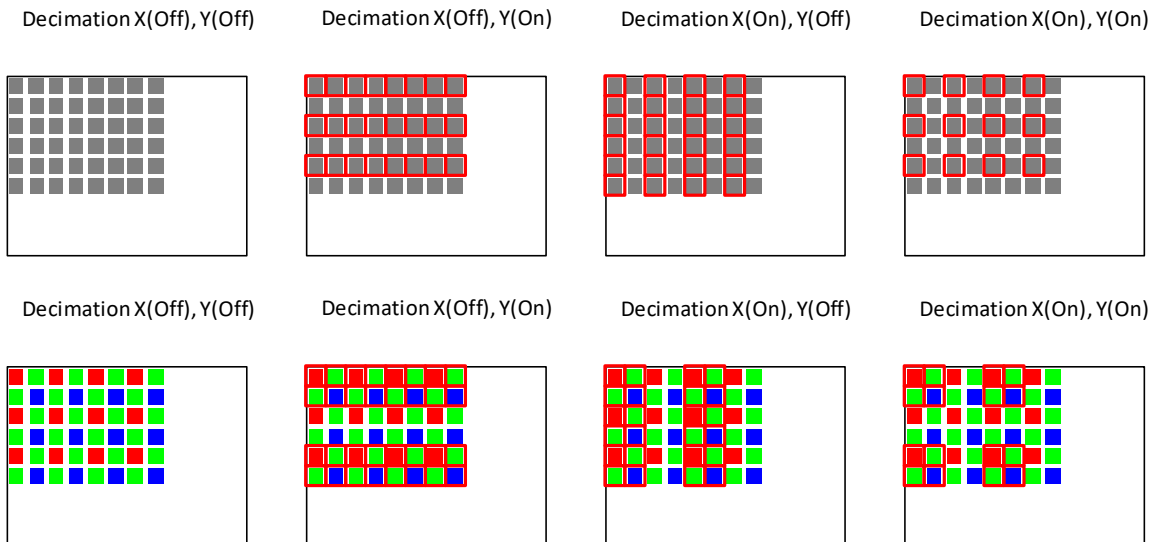 Decimation X(Off), Y(Off)
Decimation X(Off), Y(On)
Decimation X(On), Y(Off)
Decimation X(On), Y(On)
Decimation X(Off), Y(Off)
Decimation X(Off), Y(On)
Decimation X(On), Y(Off)
Decimation X(On), Y(On)